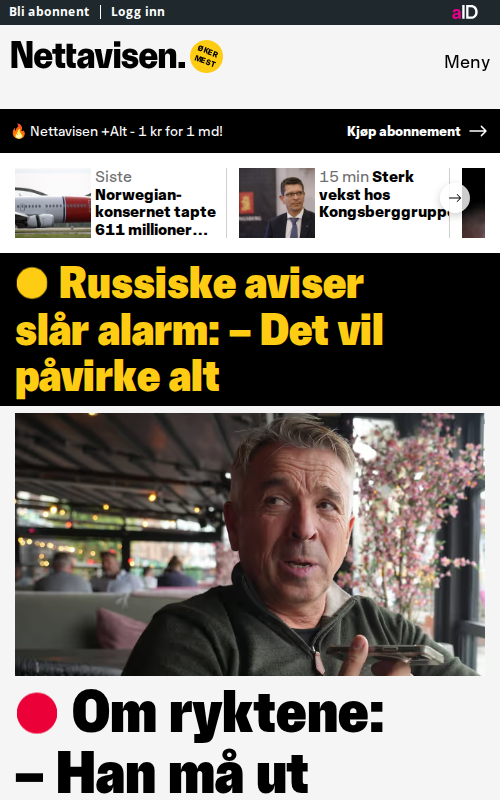 Bli abonnent | Logg inn
aID
Nettavisen.
ØKER
MEST
Meny
🔥 Nettavisen +Alt - 1 kr for 1 md!
Kjøp abonnement →
Siste
Norwegian-
konsernet tapte
611 millioner...
15 min Sterk
vekst hos
Kongsberggruppe
Russiske aviser
slår alarm: – Det vil
påvirke alt
Om ryktene:
– Han må ut